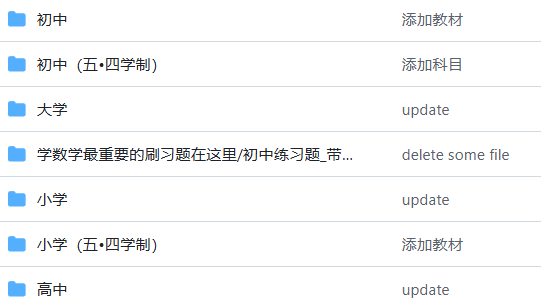 初中 添加教材
初中（五•四学制） 添加科目
大学 update
学数学最重要的刷习题在这里/初中练习题_带... delete some file
小学 update
小学（五•四学制） 添加教材
高中 update